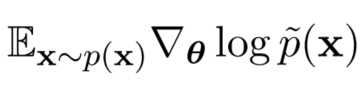 𝔼_{𝐱∼p(𝐱)} ∇_𝜽 log p̃(𝐱)